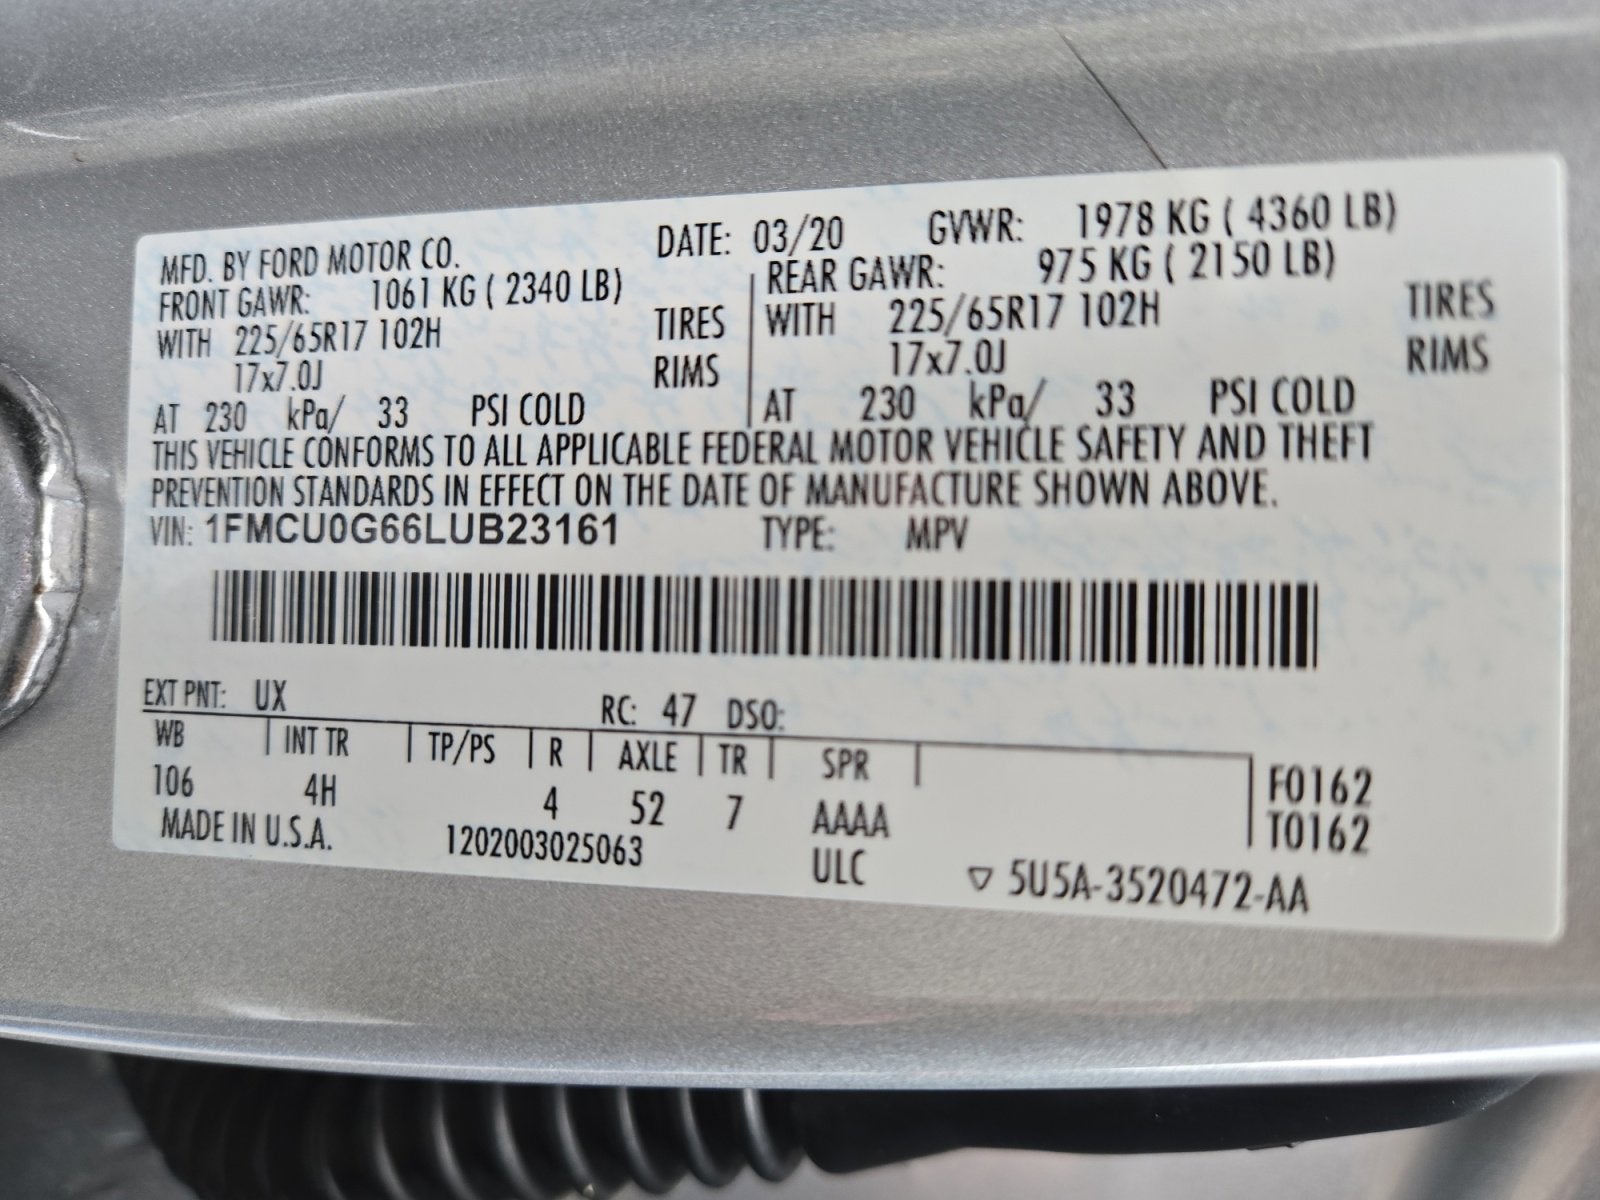 MFD. BY FORD MOTOR CO. DATE: 03/20 GVWR: 1978 KG ( 4360 LB)
FRONT GAWR: 1061 KG ( 2340 LB) REAR GAWR: 975 KG ( 2150 LB)
WITH 225/65R17 102H TIRES WITH 225/65R17 102H TIRES
17x7.0J RIMS 17x7.0J RIMS
AT 230 kPa/ 33 PSI COLD AT 230 kPa/ 33 PSI COLD
THIS VEHICLE CONFORMS TO ALL APPLICABLE FEDERAL MOTOR VEHICLE SAFETY AND THEFT
PREVENTION STANDARDS IN EFFECT ON THE DATE OF MANUFACTURE SHOWN ABOVE.
VIN: 1FMCU0G66LUB23161 TYPE: MPV
EXT PNT: UX RC: 47 DSO:
WB INT TR TP/PS R AXLE TR SPR
106 4H 4 52 7 AAAA F0162
T0162
MADE IN U.S.A. 1202003025063 ULC ▽ 5U5A-3520472-AA